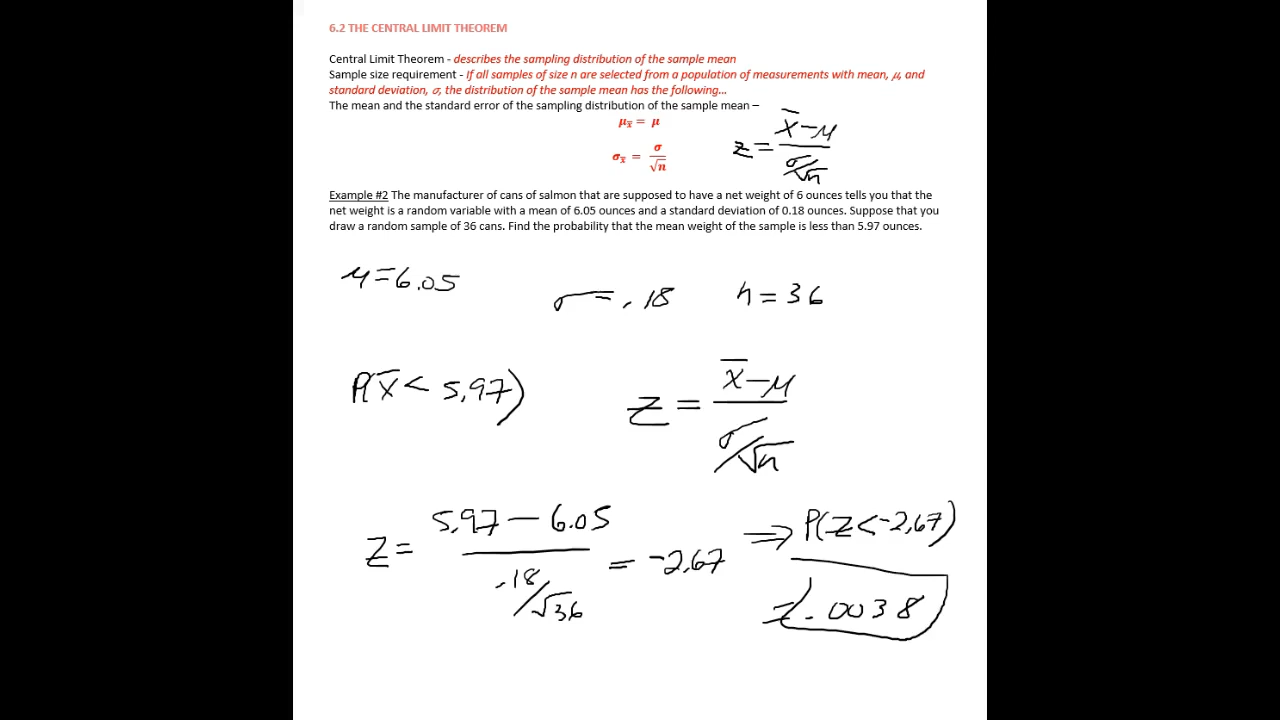 6.2 THE CENTRAL LIMIT THEOREM
Central Limit Theorem - describes the sampling distribution of the sample mean
Sample size requirement - If all samples of size n are selected from a population of measurements with mean, μ, and
standard deviation, σ, the distribution of the sample mean has the following…
The mean and the standard error of the sampling distribution of the sample mean –
μx̅ = μ
σx̅ = σ/√n
z = (x̅ - μ)/(σ/√n)
Example #2 The manufacturer of cans of salmon that are supposed to have a net weight of 6 ounces tells you that the
net weight is a random variable with a mean of 6.05 ounces and a standard deviation of 0.18 ounces. Suppose that you
draw a random sample of 36 cans. Find the probability that the mean weight of the sample is less than 5.97 ounces.
μ = 6.05 σ = .18 n = 36
P(x̅ < 5.97) z = (x̅ - μ)/(σ/√n)
z = (5.97 - 6.05)/(.18/√36) = -2.67 ⇒ P(z < -2.67)
.0038